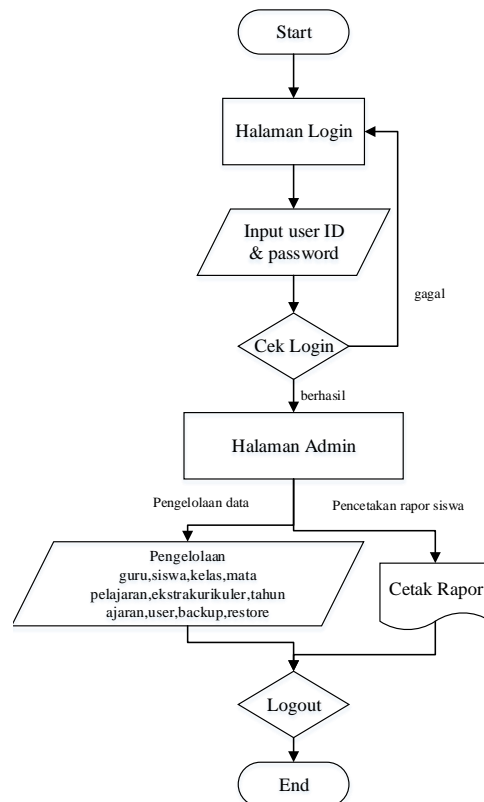 Start
Halaman Login
Input user ID
& password
gagal
Cek Login
berhasil
Halaman Admin
Pengelolaan data
Pencetakan rapor siswa
Pengelolaan
guru,siswa,kelas,mata
pelajaran,ekstrakurikuler,tahun
ajaran,user,backup,restore
Cetak Rapor
Logout
End